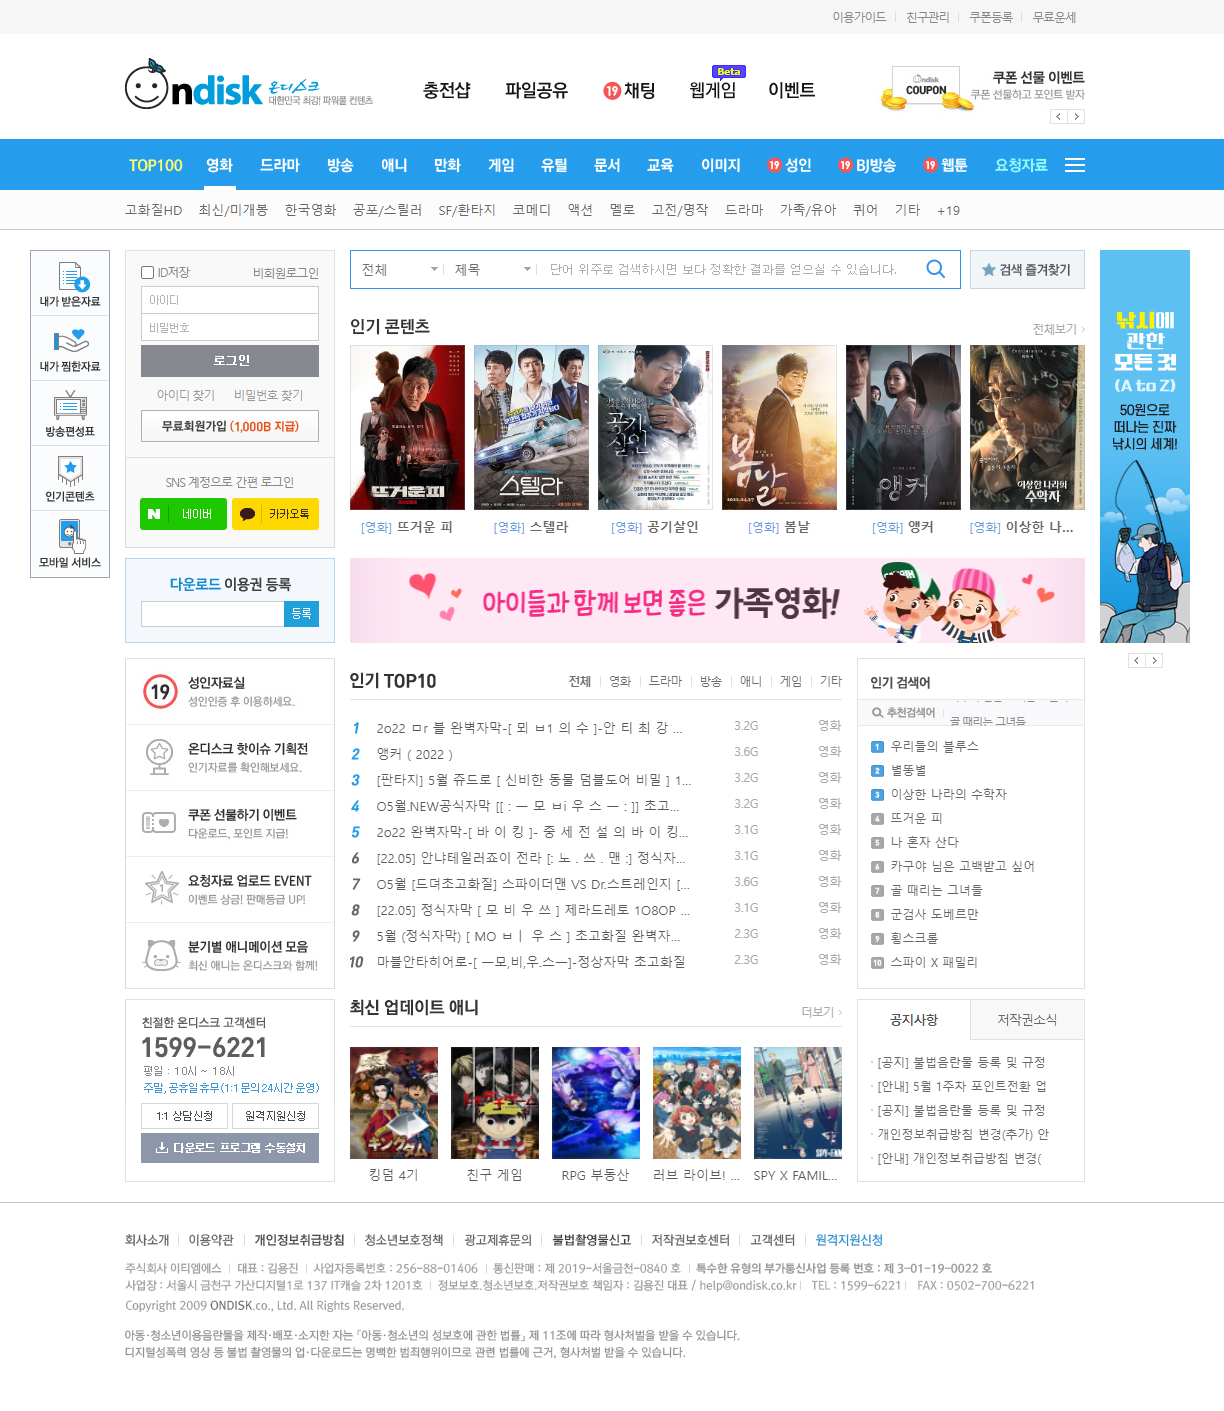 이용가이드 친구관리 쿠폰등록 무료운세
ondisk 온디스크
대한민국 최강! 파워풀 컨텐츠
충전샵 파일공유 19 채팅 웹게임 Beta 이벤트
ondisk COUPON
쿠폰 선물 이벤트
쿠폰 선물하고 포인트 받자
TOP100 영화 드라마 방송 애니 만화 게임 유틸 문서 교육 이미지 19 성인 19 BJ방송 19 웹툰 요청자료
고화질HD 최신/미개봉 한국영화 공포/스릴러 SF/환타지 코메디 액션 멜로 고전/명작 드라마 가족/유아 퀴어 기타 +19
내가 받은자료
내가 찜한자료
방송편성표
인기콘텐츠
모바일 서비스
ID저장 비회원로그인
아이디
비밀번호
로그인
아이디 찾기 비밀번호 찾기
무료회원가입 (1,000B 지급)
SNS 계정으로 간편 로그인
N 네이버 카카오톡
다운로드 이용권 등록
등록
전체 제목 단어 위주로 검색하시면 보다 정확한 결과를 얻으실 수 있습니다.
검색 즐겨찾기
인기 콘텐츠 전체보기
뜨거운피
스텔라
공기살인
봄날
2022.04.27
앵커
이상한 나라의 수학자
[영화] 뜨거운 피 [영화] 스텔라 [영화] 공기살인 [영화] 봄날 [영화] 앵커 [영화] 이상한 나...
아이들과 함께 보면 좋은 가족영화!
낚시에
관한
모든 것
(A to Z)
50원으로
떠나는 진짜
낚시의 세계!
19 성인자료실
성인인증 후 이용하세요.
온디스크 핫이슈 기획전
인기자료를 확인해보세요.
쿠폰 선물하기 이벤트
다운로드, 포인트 지급!
요청자료 업로드 EVENT
이벤트 상금! 판매등급 UP!
분기별 애니메이션 모음
최신 애니는 온디스크와 함께!
인기 TOP10 전체 영화 드라마 방송 애니 게임 기타
1 2o22 ㅁr 블 완벽자막-[ 뫼 ㅂ1 의 수 ]-안 티 최 강 ... 3.2G 영화
2 앵커 ( 2022 ) 3.6G 영화
3 [판타지] 5월 쥬드로 [ 신비한 동물 덤블도어 비밀 ] 1... 3.2G 영화
4 O5월.NEW공식자막 [[ : ㅡ 모 ㅂi 우 스 ㅡ : ]] 초고... 3.2G 영화
5 2o22 완벽자막-[ 바 이 킹 ]- 중 세 전 설 의 바 이 킹... 3.1G 영화
6 [22.05] 안냐테일러죠이 전라 [: 노 . 쓰 . 맨 :] 정식자... 3.1G 영화
7 O5월 [드뎌초고화질] 스파이더맨 VS Dr.스트레인지 [... 3.6G 영화
8 [22.05] 정식자막 [ 모 비 우 쓰 ] 제라드레토 1O8OP ... 3.1G 영화
9 5월 (정식자막) [ MO ㅂㅣ 우 스 ] 초고화질 완벽자... 2.3G 영화
10 마블안타히어로-[ ㅡ모,비,우.스ㅡ]-정상자막 초고화질 2.3G 영화
인기 검색어
추천검색어 골 때리는 그녀들
1 우리들의 블루스
2 별똥별
3 이상한 나라의 수학자
4 뜨거운 피
5 나 혼자 산다
6 카구야 님은 고백받고 싶어
7 골 때리는 그녀들
8 군검사 도베르만
9 힁스크롤
10 스파이 X 패밀리
친절한 온디스크 고객센터
1599-6221
평일 : 10시 ~ 18시
주말,공휴일휴무(1:1문의24시간 운영)
1:1 상담신청 원격지원신청
다운로드 프로그램 수동설치
최신 업데이트 애니 더보기
キングダム
킹덤 4기 친구 게임 RPG 부동산 러브 라이브! ... SPY X FAMIL...
공지사항 저작권소식
[공지] 불법음란물 등록 및 규정
[안내] 5월 1주차 포인트전환 업
[공지] 불법음란물 등록 및 규정
개인정보취급방침 변경(추가) 안
[안내] 개인정보취급방침 변경(
회사소개 이용약관 개인정보취급방침 청소년보호정책 광고제휴문의 불법촬영물신고 저작권보호센터 고객센터 원격지원신청
주식회사 이티엠에스 대표 : 김용진 사업자등록번호 : 256-88-01406 통신판매 : 제 2019-서울금천-0840 호 특수한 유형의 부가통신사업 등록 번호 : 제 3-01-19-0022 호
사업장 : 서울시 금천구 가산디지털1로 137 IT캐슬 2차 1201호 정보보호.청소년보호.저작권보호 책임자 : 김용진 대표 / help@ondisk.co.kr TEL : 1599-6221 FAX : 0502-700-6221
Copyright 2009 ONDISK.co., Ltd. All Rights Reserved.
아동·청소년이용음란물을 제작·배포·소지한 자는 「아동·청소년의 성보호에 관한 법률」 제 11조에 따라 형사처벌을 받을 수 있습니다.
디지털성폭력 영상 등 불법 촬영물의 업·다운로드는 명백한 범죄행위이므로 관련 법률에 근거, 형사처벌 받을 수 있습니다.